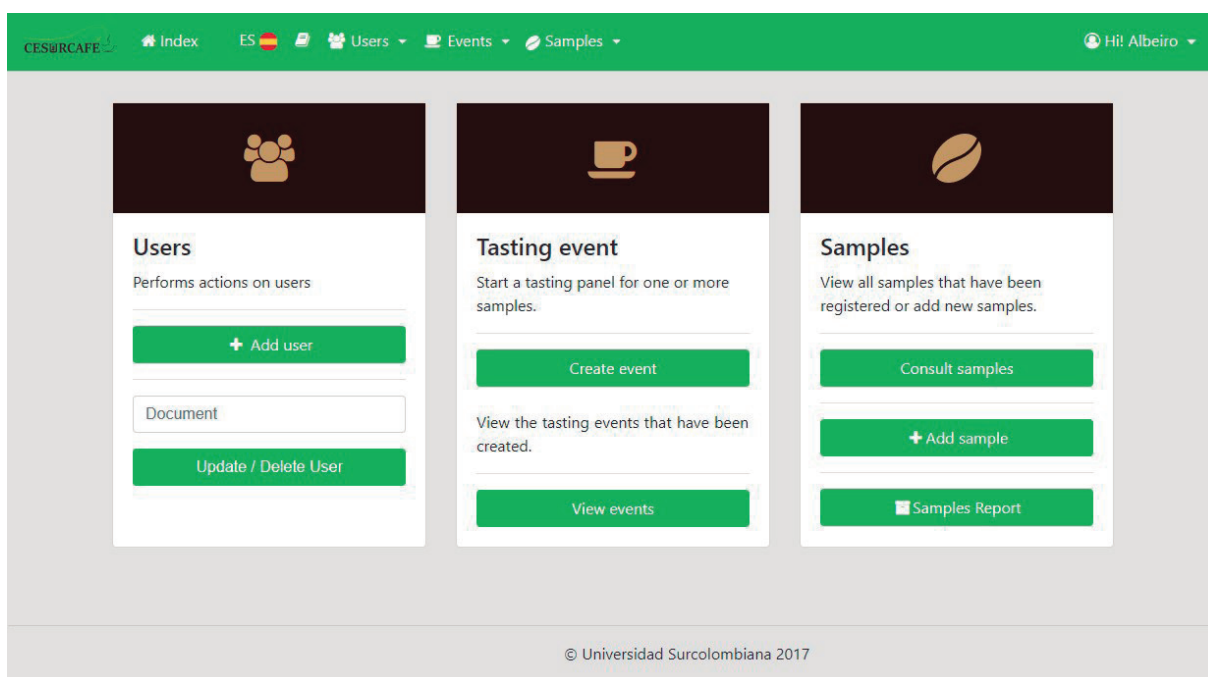 CESURCAFE
Index ES Users Events Samples Hi! Albeiro
Users
Performs actions on users
Add user
Document
Update / Delete User
Tasting event
Start a tasting panel for one or more
samples.
Create event
View the tasting events that have been
created.
View events
Samples
View all samples that have been
registered or add new samples.
Consult samples
Add sample
Samples Report
© Universidad Surcolombiana 2017